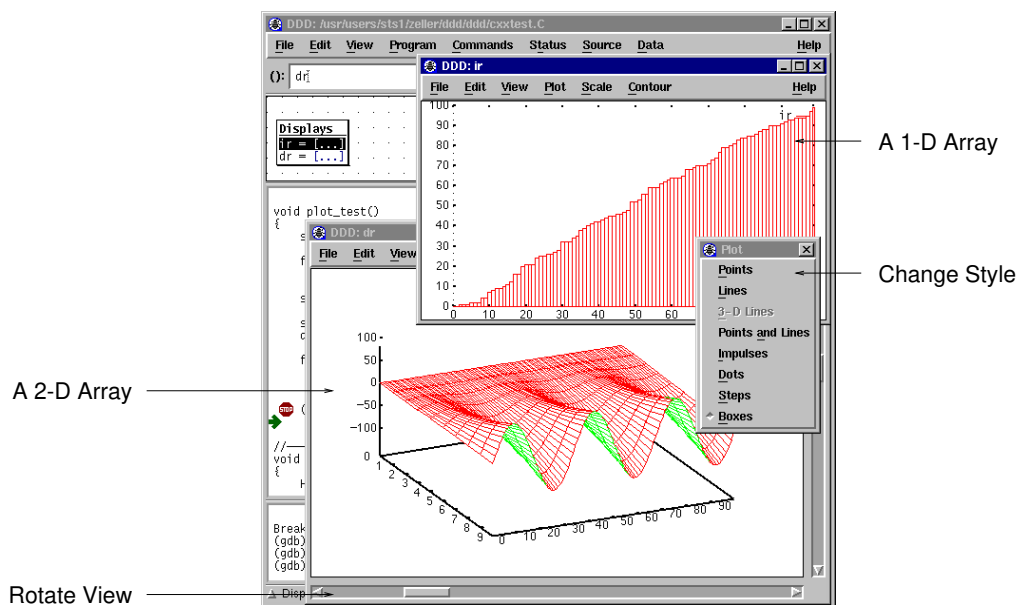 DDD: /usr/users/sts1/zeller/ddd/ddd/cxxtest.C
File Edit View Program Commands Status Source Data Help
(): dr
Displays
ir = [...]
dr = [...]
DDD: ir
File Edit View Plot Scale Contour Help
ir
100
90
80
70
60
50
40
30
20
10
0
0 10 20 30 40 50 60
A 1-D Array
Plot
Points
Lines
3-D Lines
Points and Lines
Impulses
Dots
Steps
Boxes
Change Style
void plot_test()
{
DDD: dr
File Edit View
100
50
0
-50
-100
0
1 2 3 4 5 6 7 8 9
0 10 20 30 40 50 60 70 80 90
A 2-D Array
STOP (
//
void
{
H
Break
(gdb)
(gdb)
(gdb)
Disp
Rotate View